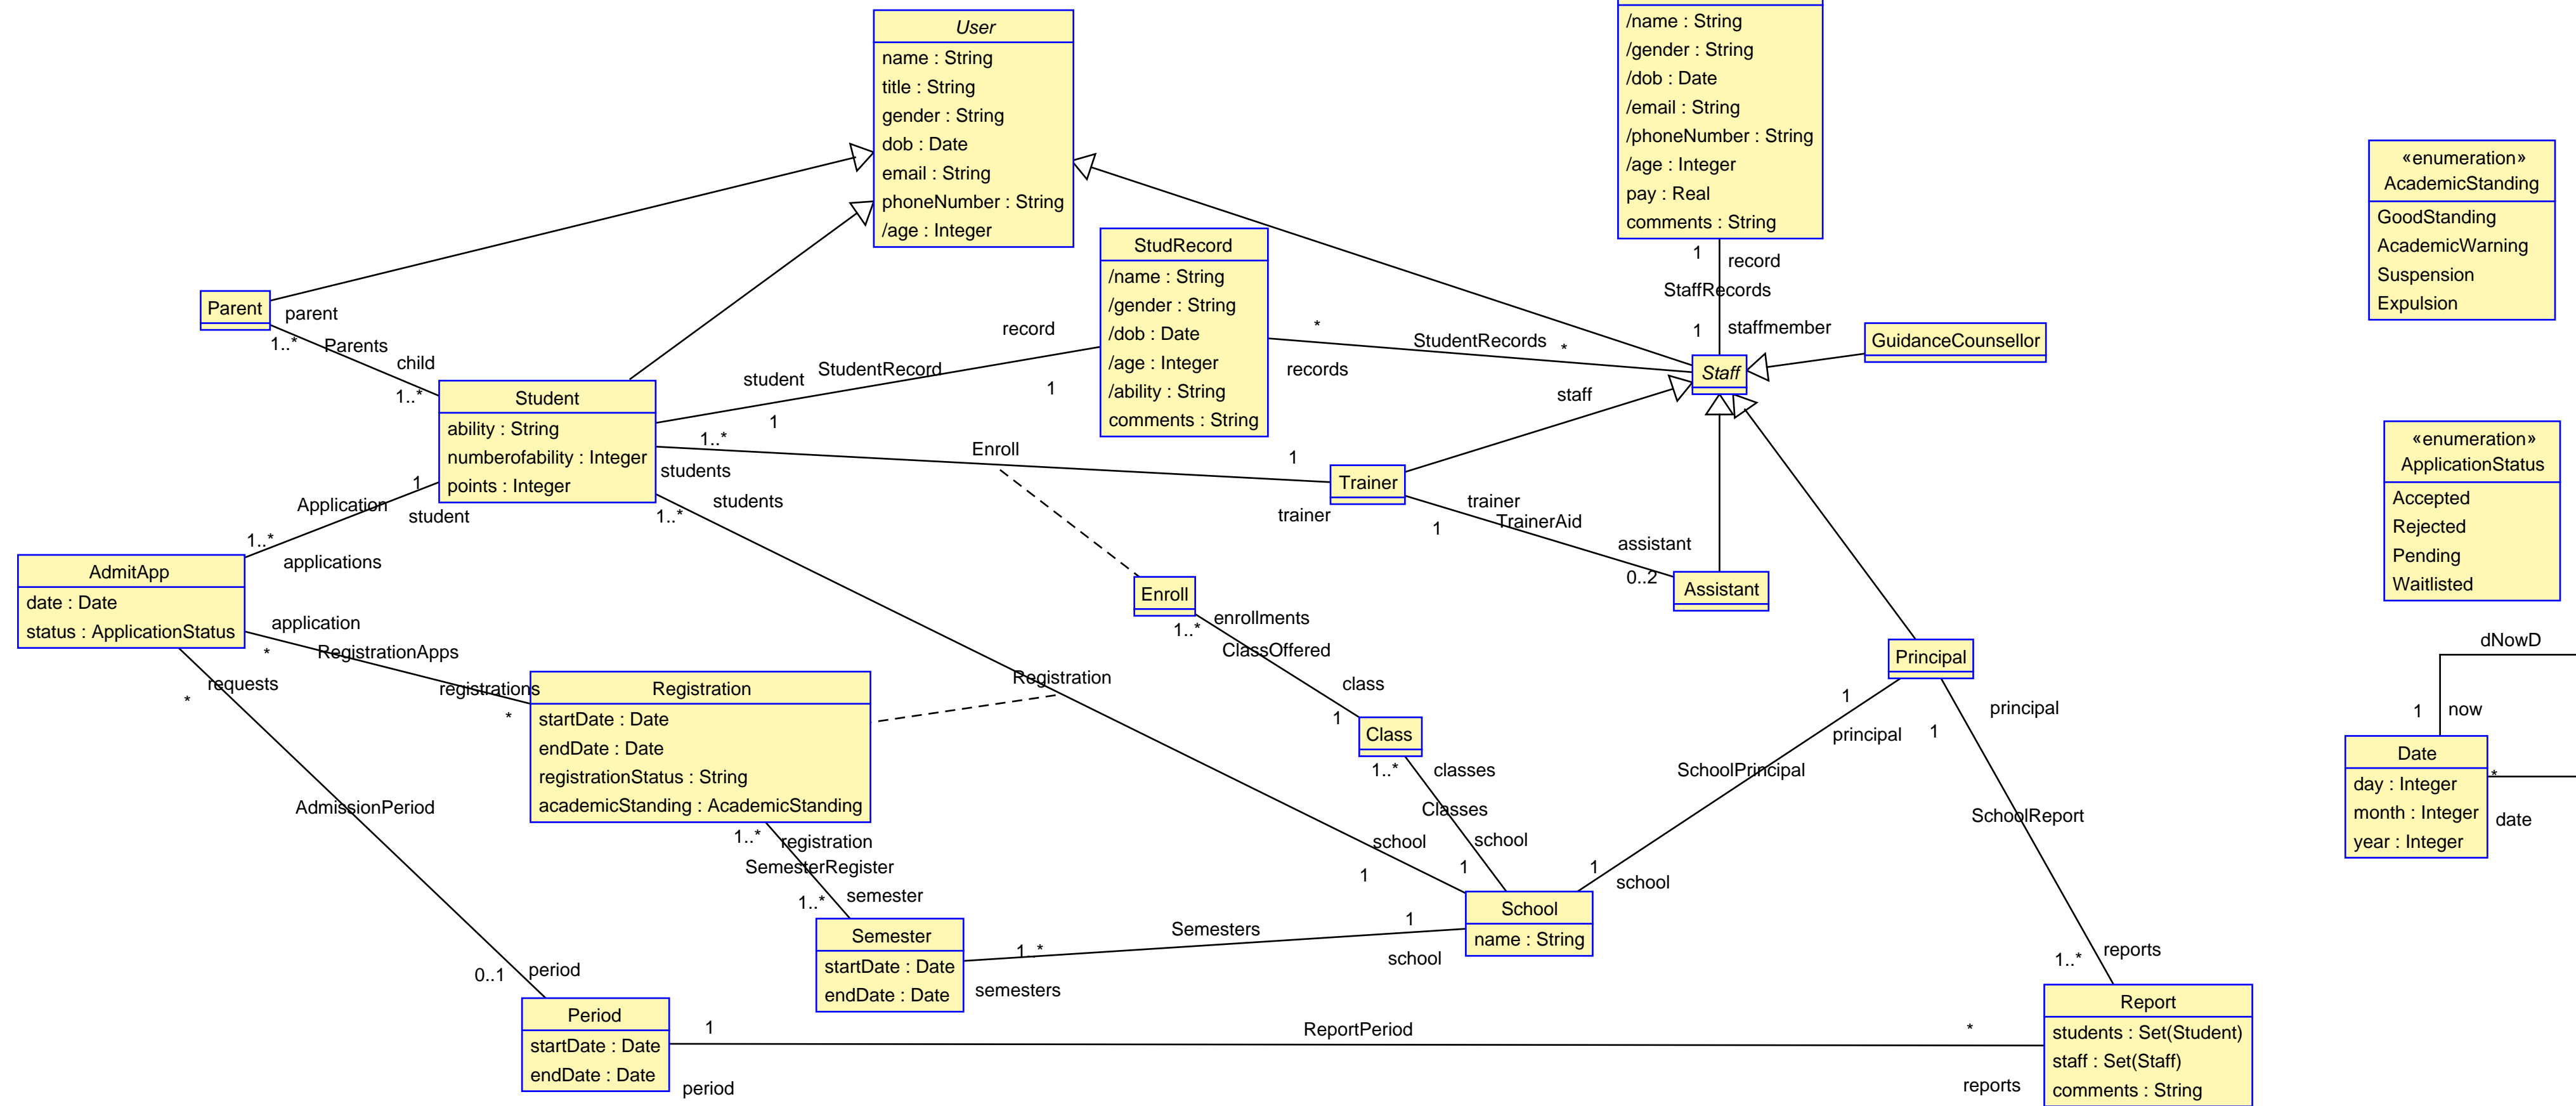 User
name : String
title : String
gender : String
dob : Date
email : String
phoneNumber : String
/age : Integer
/name : String
/gender : String
/dob : Date
/email : String
/phoneNumber : String
/age : Integer
pay : Real
comments : String
1
record
StaffRecords
1
staffmember
«enumeration»
AcademicStanding
GoodStanding
AcademicWarning
Suspension
Expulsion
StudRecord
/name : String
/gender : String
/dob : Date
/age : Integer
/ability : String
comments : String
Parent
parent
1..*
Parents
child
1..*
record
StudentRecord
student
1
1
*
StudentRecords
*
records
GuidanceCounsellor
Staff
staff
Student
ability : String
numberofability : Integer
points : Integer
1..*
students
Enroll
1
trainer
Trainer
trainer
1
TrainerAid
assistant
0..2
Assistant
«enumeration»
ApplicationStatus
Accepted
Rejected
Pending
Waitlisted
1
Application
student
1..*
applications
students
1..*
AdmitApp
date : Date
status : ApplicationStatus
application
*
RegistrationApps
registrations
*
requests
*
Enroll
enrollments
1..*
ClassOffered
class
1
Registration
Registration
startDate : Date
endDate : Date
registrationStatus : String
academicStanding : AcademicStanding
Principal
1
principal
principal
1
SchoolPrincipal
SchoolReport
dNowD
1
now
Date
day : Integer
month : Integer
year : Integer
*
date
Class
1..*
classes
Classes
school
1
school
1
1
school
AdmissionPeriod
1..*
registration
SemesterRegister
1..*
semester
School
name : String
Semester
startDate : Date
endDate : Date
1..*
Semesters
1
school
semesters
0..1
period
reports
1..*
Period
startDate : Date
endDate : Date
1
ReportPeriod
*
period
reports
Report
students : Set(Student)
staff : Set(Staff)
comments : String